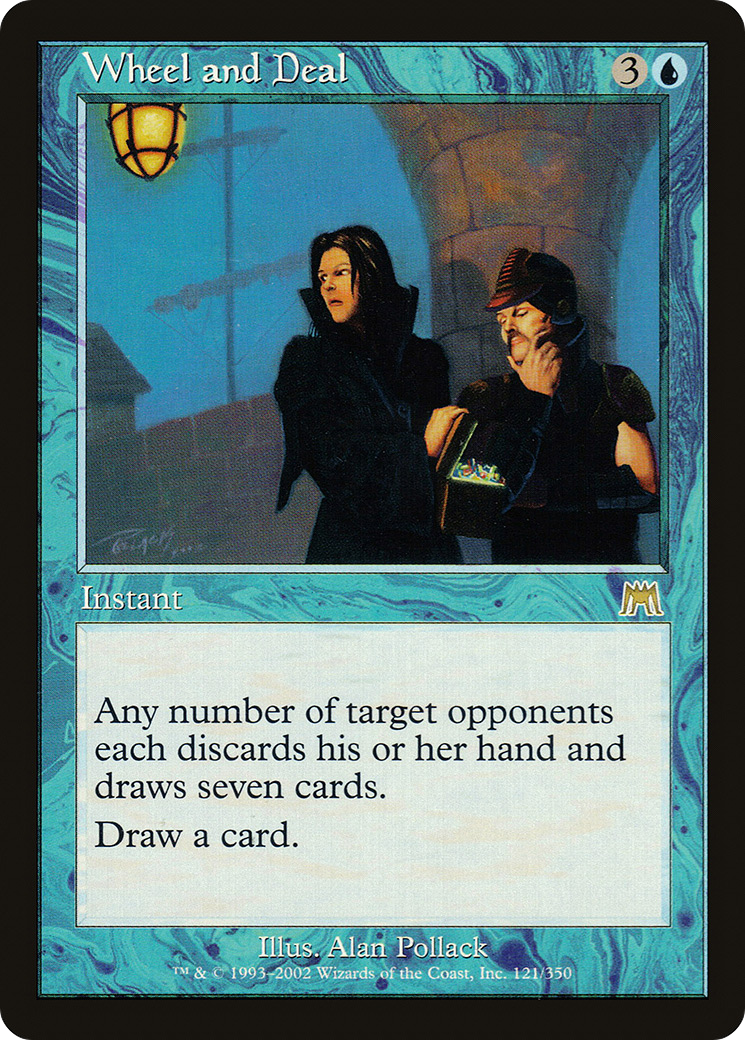 Wheel and Deal 3
Instant
Any number of target opponents
each discards his or her hand and
draws seven cards.
Draw a card.
Illus. Alan Pollack
™ & © 1993–2002 Wizards of the Coast, Inc. 121/350